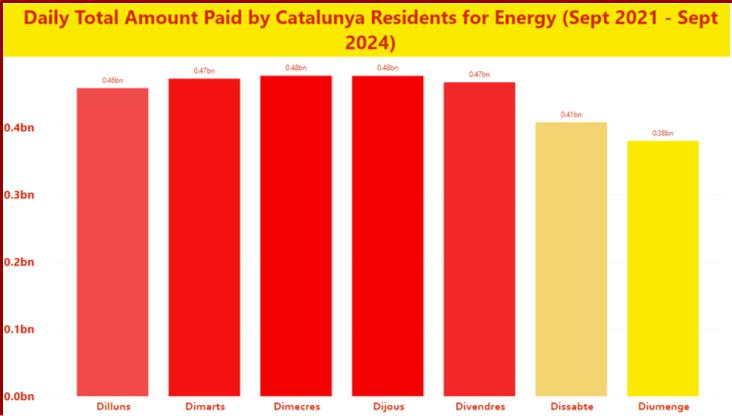 Daily Total Amount Paid by Catalunya Residents for Energy (Sept 2021 - Sept
2024)
0.46bn
0.47bn
0.48bn
0.48bn
0.47bn
0.41bn
0.38bn
0.4bn
0.3bn
0.2bn
0.1bn
0.0bn
Dilluns
Dimarts
Dimecres
Dijous
Divendres
Dissabte
Diumenge